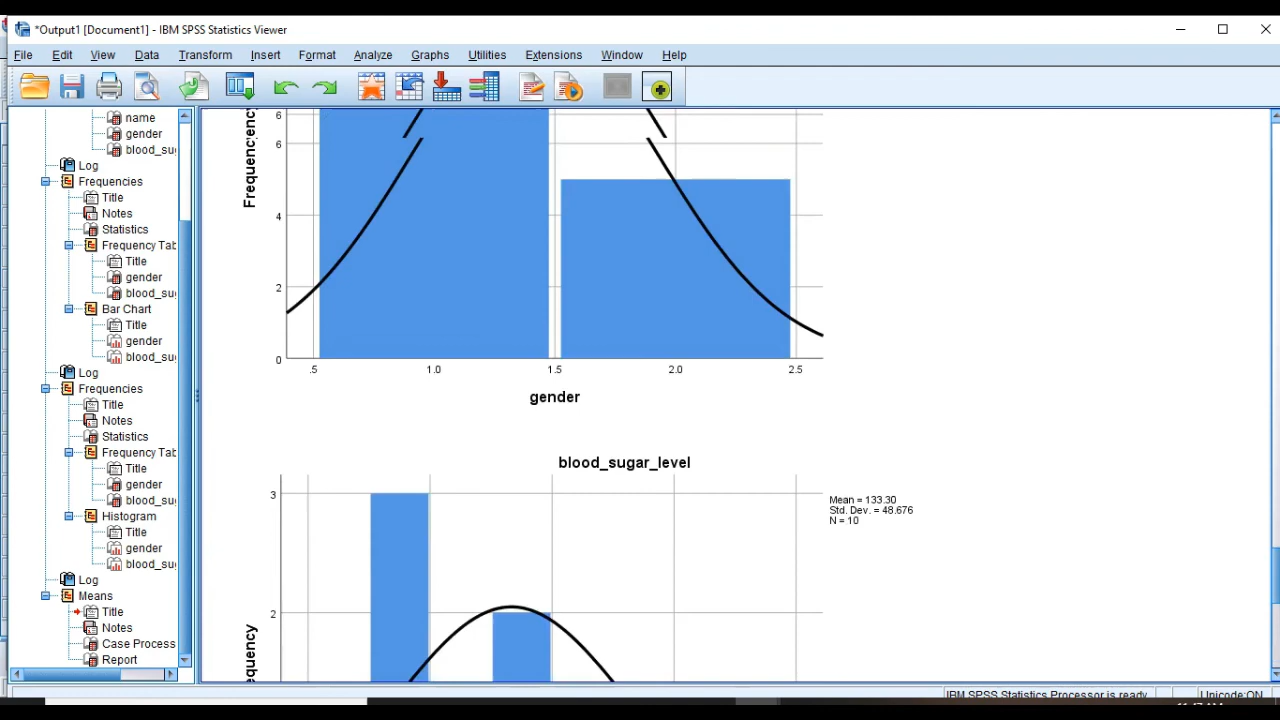 *Output1 [Document1] - IBM SPSS Statistics Viewer
File Edit View Data Transform Insert Format Analyze Graphs Utilities Extensions Window Help
name
gender
blood_su
Log
Frequencies
Title
Notes
Statistics
Frequency Tab
Title
gender
blood_su
Bar Chart
Title
gender
blood_su
Log
Frequencies
Title
Notes
Statistics
Frequency Tab
Title
gender
blood_su
Histogram
Title
gender
blood_su
Log
Means
Title
Notes
Case Process
Report
6
6
4
2
0
.5 1.0 1.5 2.0 2.5
gender
blood_sugar_level
3
2
Mean = 133.30
Std. Dev. = 48.676
N = 10
IBM SPSS Statistics Processor is ready
Unicode:ON